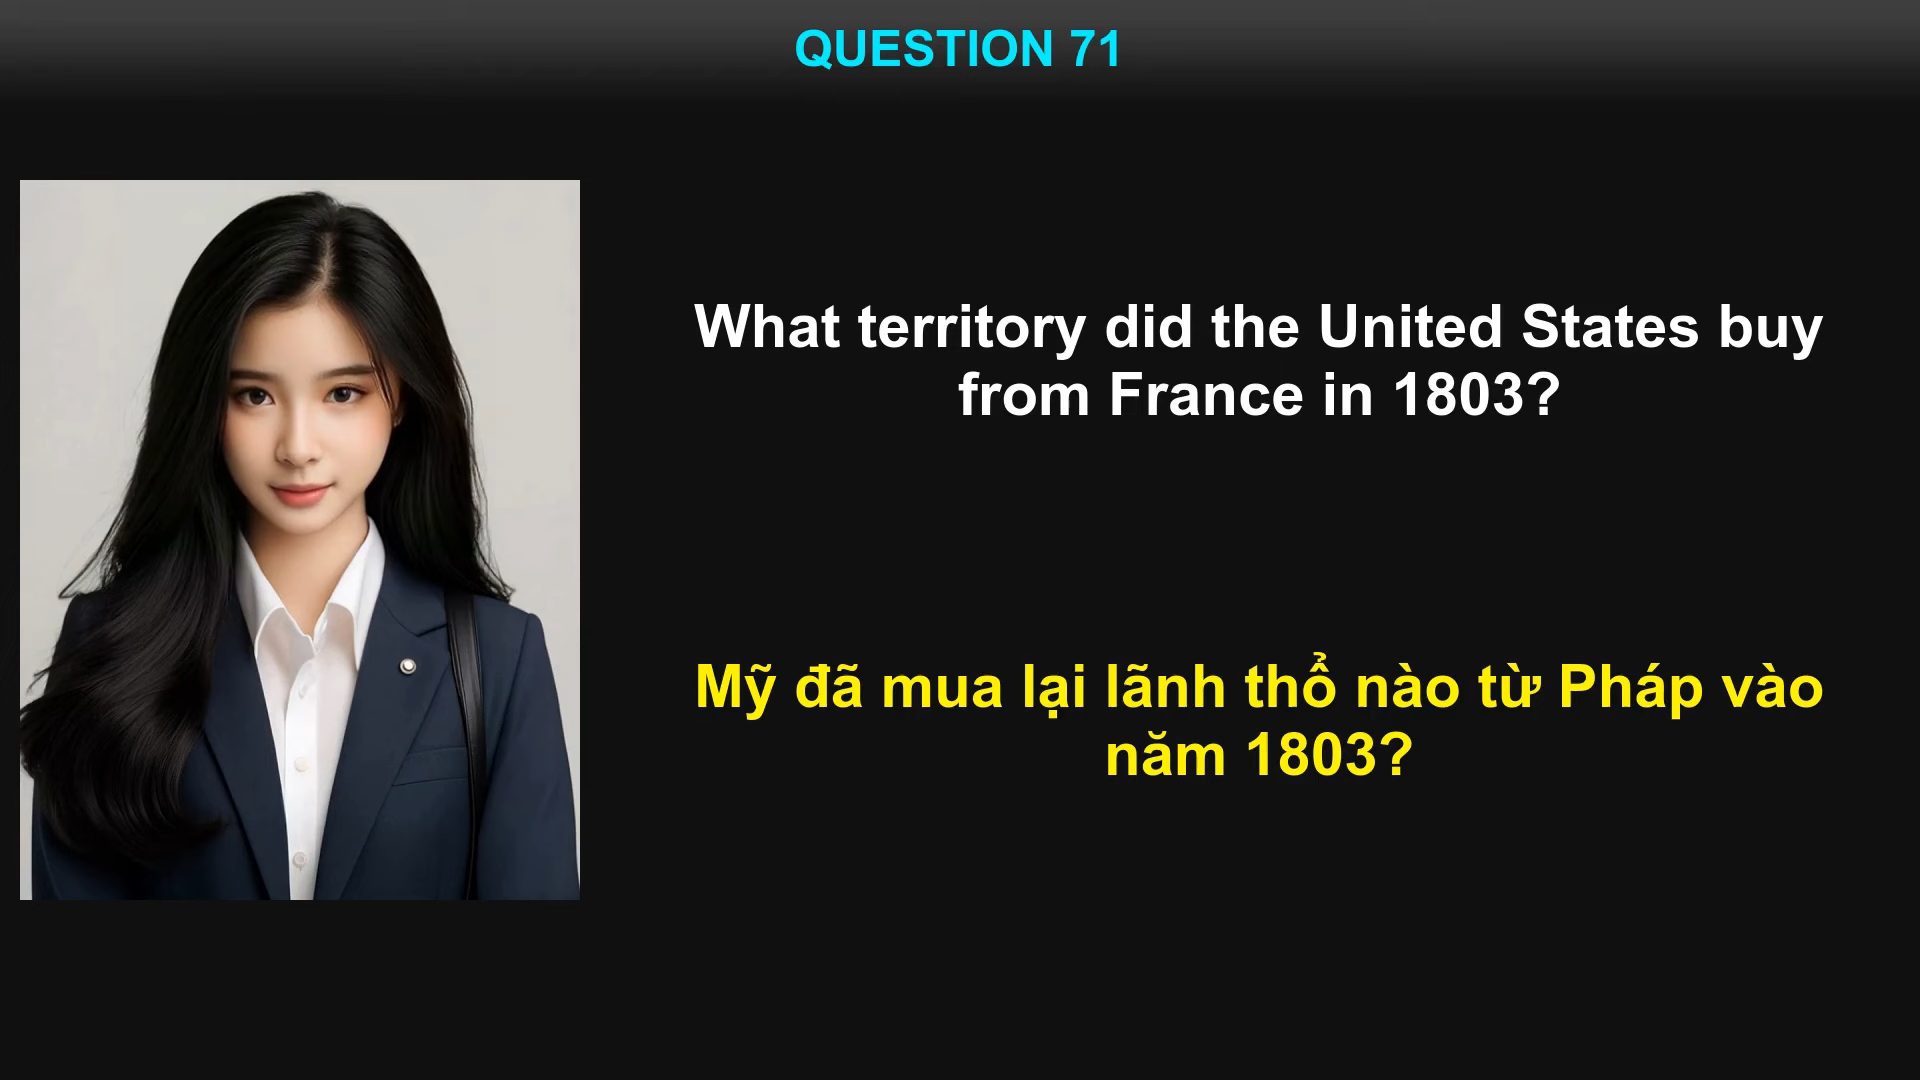 QUESTION 71
What territory did the United States buy
from France in 1803?
Mỹ đã mua lại lãnh thổ nào từ Pháp vào
năm 1803?